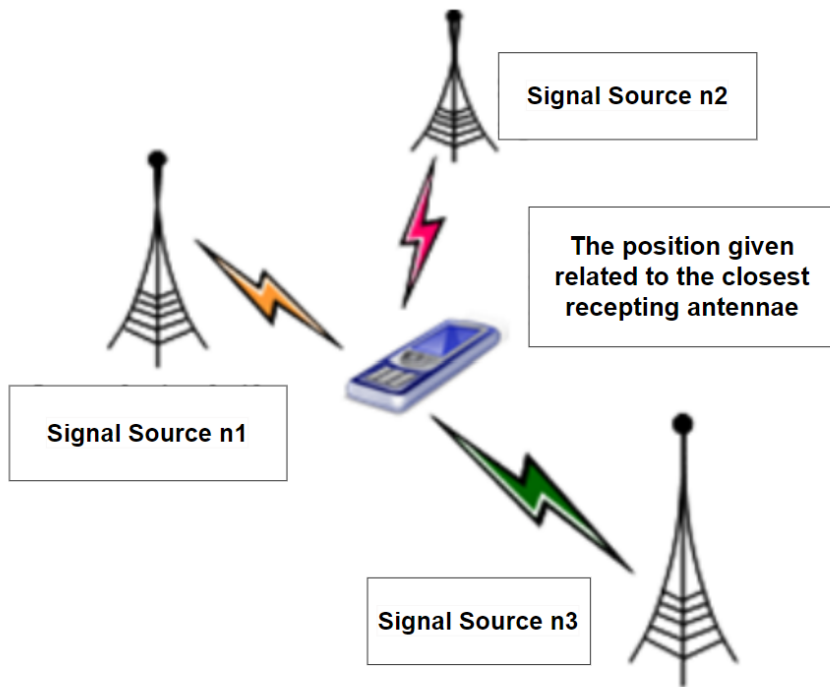 Signal Source n2
The position given
related to the closest
recepting antennae
Signal Source n1
Signal Source n3